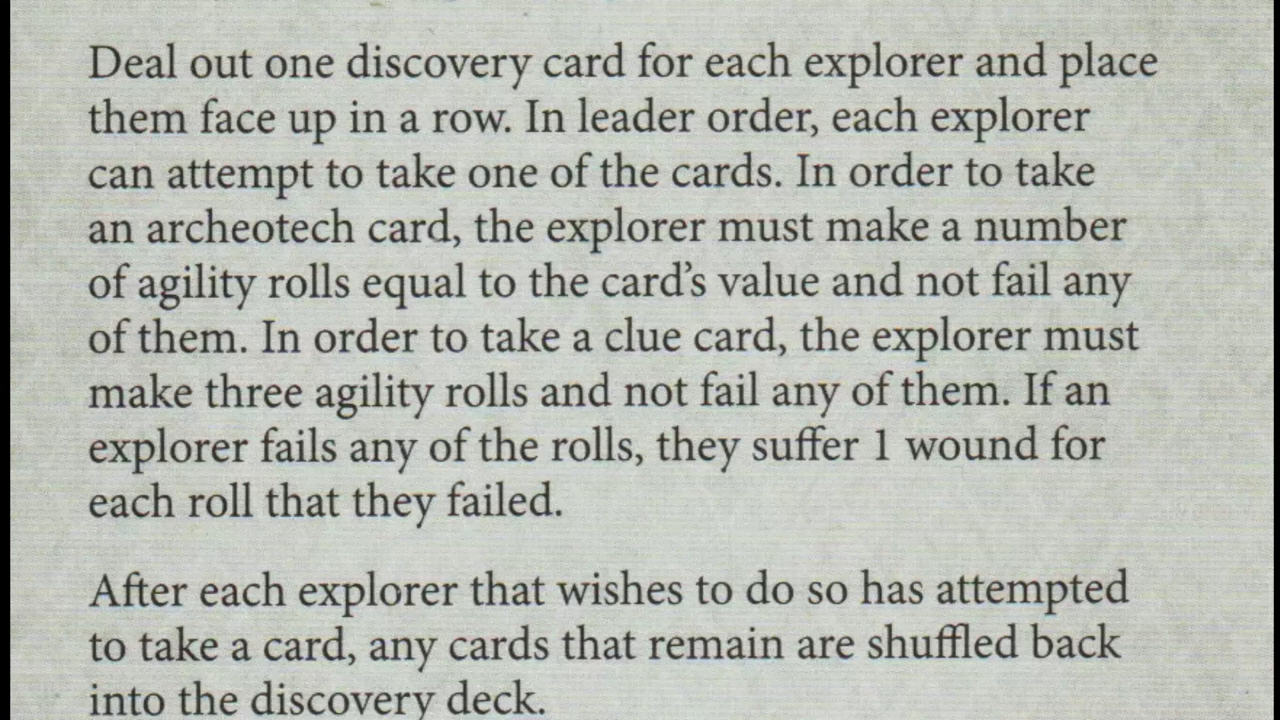 Deal out one discovery card for each explorer and place
them face up in a row. In leader order, each explorer
can attempt to take one of the cards. In order to take
an archeotech card, the explorer must make a number
of agility rolls equal to the card’s value and not fail any
of them. In order to take a clue card, the explorer must
make three agility rolls and not fail any of them. If an
explorer fails any of the rolls, they suffer 1 wound for
each roll that they failed.
After each explorer that wishes to do so has attempted
to take a card, any cards that remain are shuffled back
into the discovery deck.